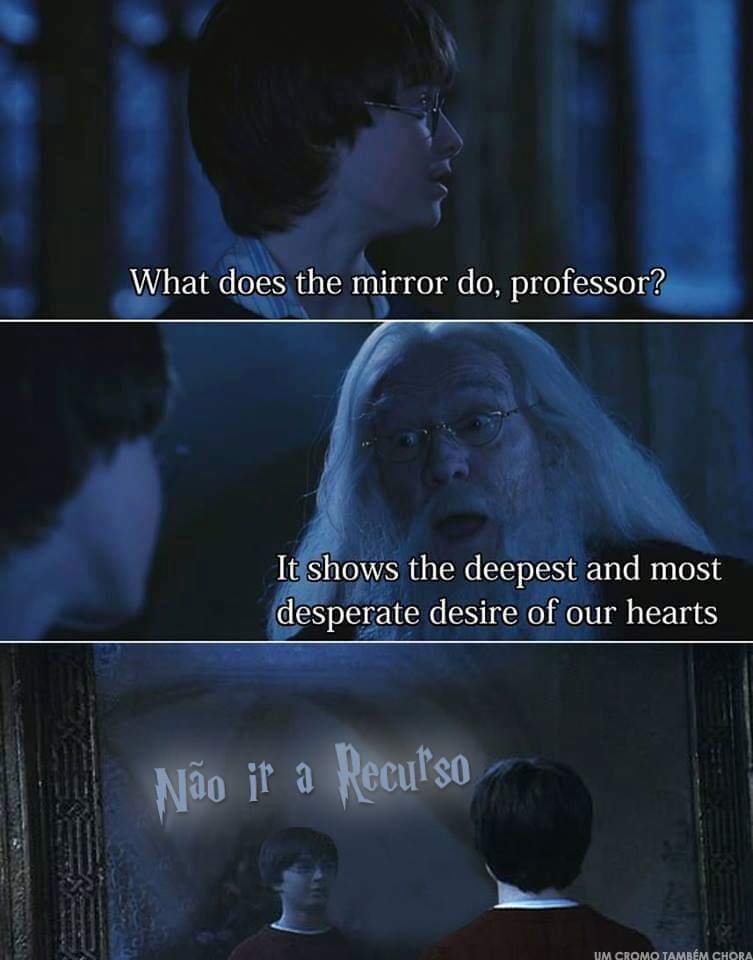 What does the mirror do, professor?
It shows the deepest and most
desperate desire of our hearts
Não ir a Recurso
UM CROMO TAMBÉM CHORA